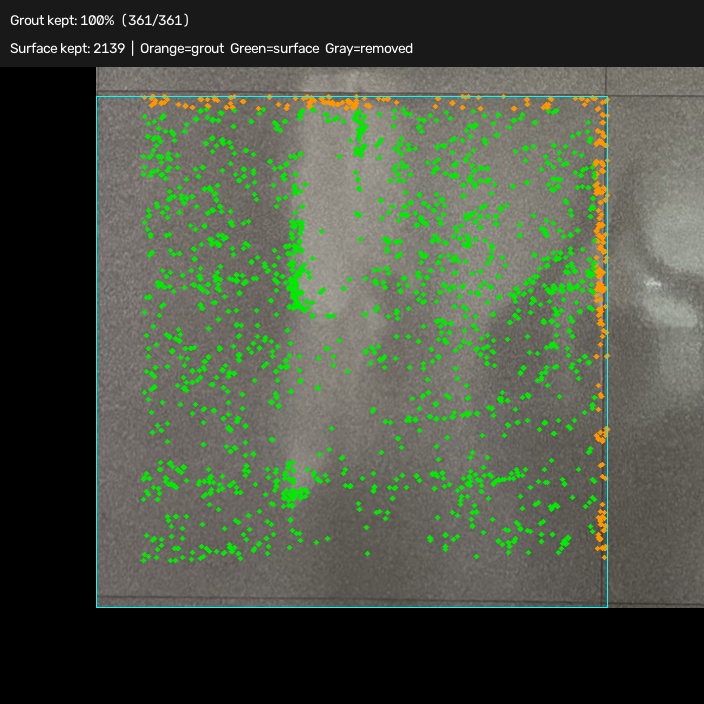 Grout kept: 100% (361/361)
Surface kept: 2139 | Orange=grout Green=surface Gray=removed